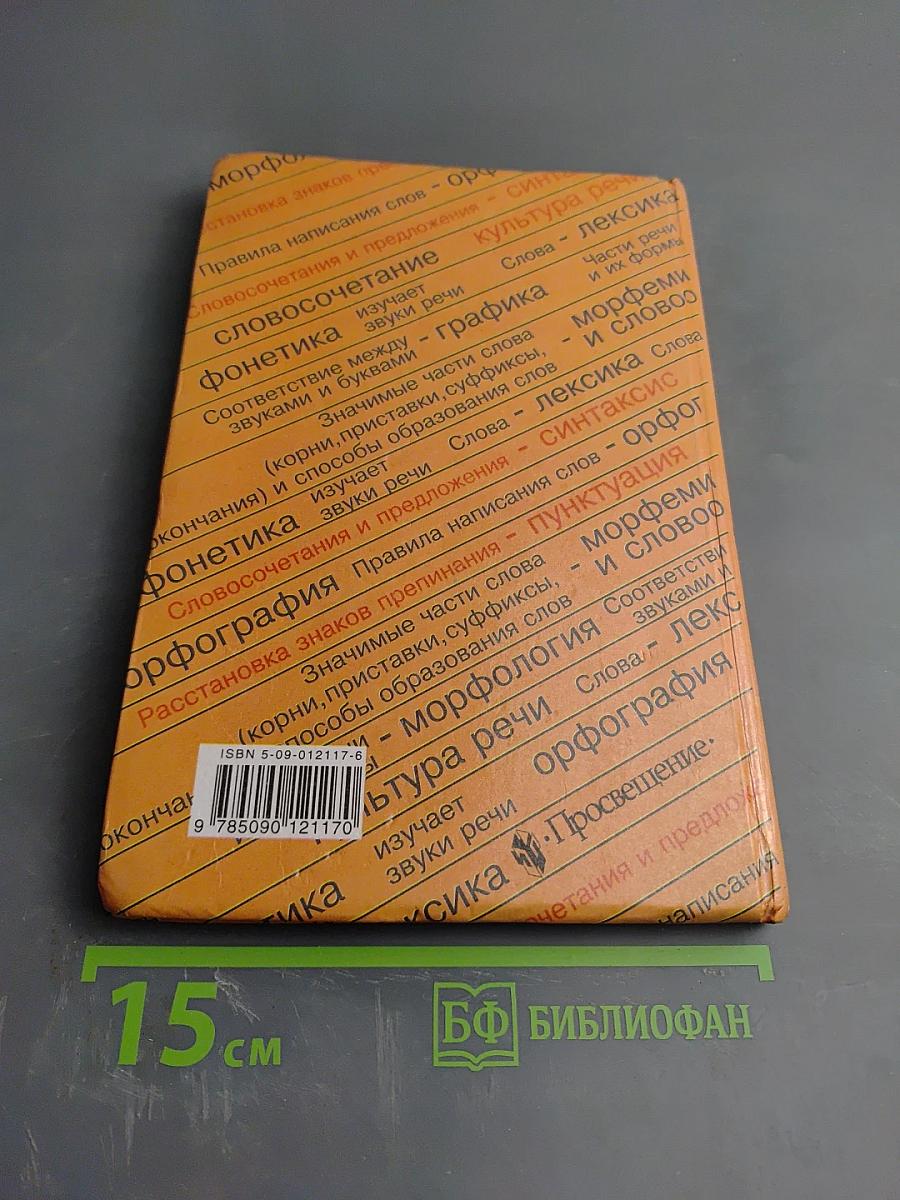 морфол
становка знаков (пре
Правила написания слов - орф
Словосочетания и предложения - синта
культура речи
словосочетание
Слова - лексика
фонетика изучает
звуки речи
Части речи
и их формы
Соответствие между
звуками и буквами - графика
Значимые части слова
(корни,приставки,суффиксы, - морфеми
окончания) и способы образования слов и словоо
фонетика изучает
звуки речи
Слова - лексика Слова
Словосочетания и предложения - синтаксис
фонетика
орфография Правила написания слов - орфог
Расстановка знаков препинания - пунктуация
Значимые части слова
(корни,приставки,суффиксы, - морфеми
окончан способы образования слов и словоо
чи - морфология
ы
Соответстви
звуками и
культура речи Слова - лекс
изучает
звуки речи
орфография
тика
ксика
·Просвещение·
очетания и предлож
написания
ISBN 5-09-012117-6
9 785090 121170
15 см
БФ БИБЛИОФАН